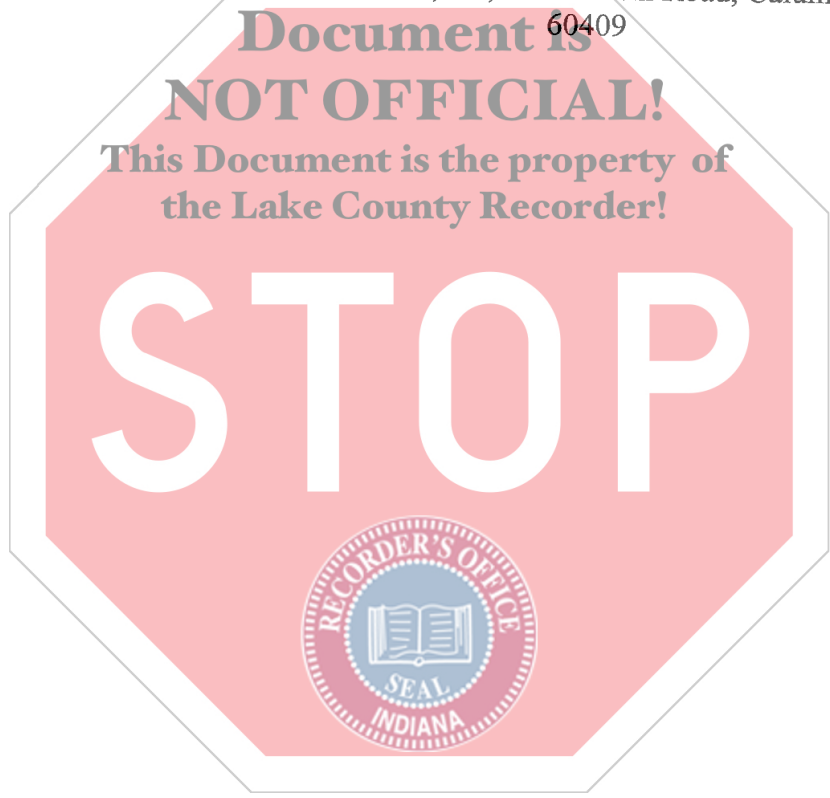 60409
Document is
NOT OFFICIAL!
This Document is the property of
the Lake County Recorder!
STOP
RECORDER'S OFFICE
SEAL
INDIANA